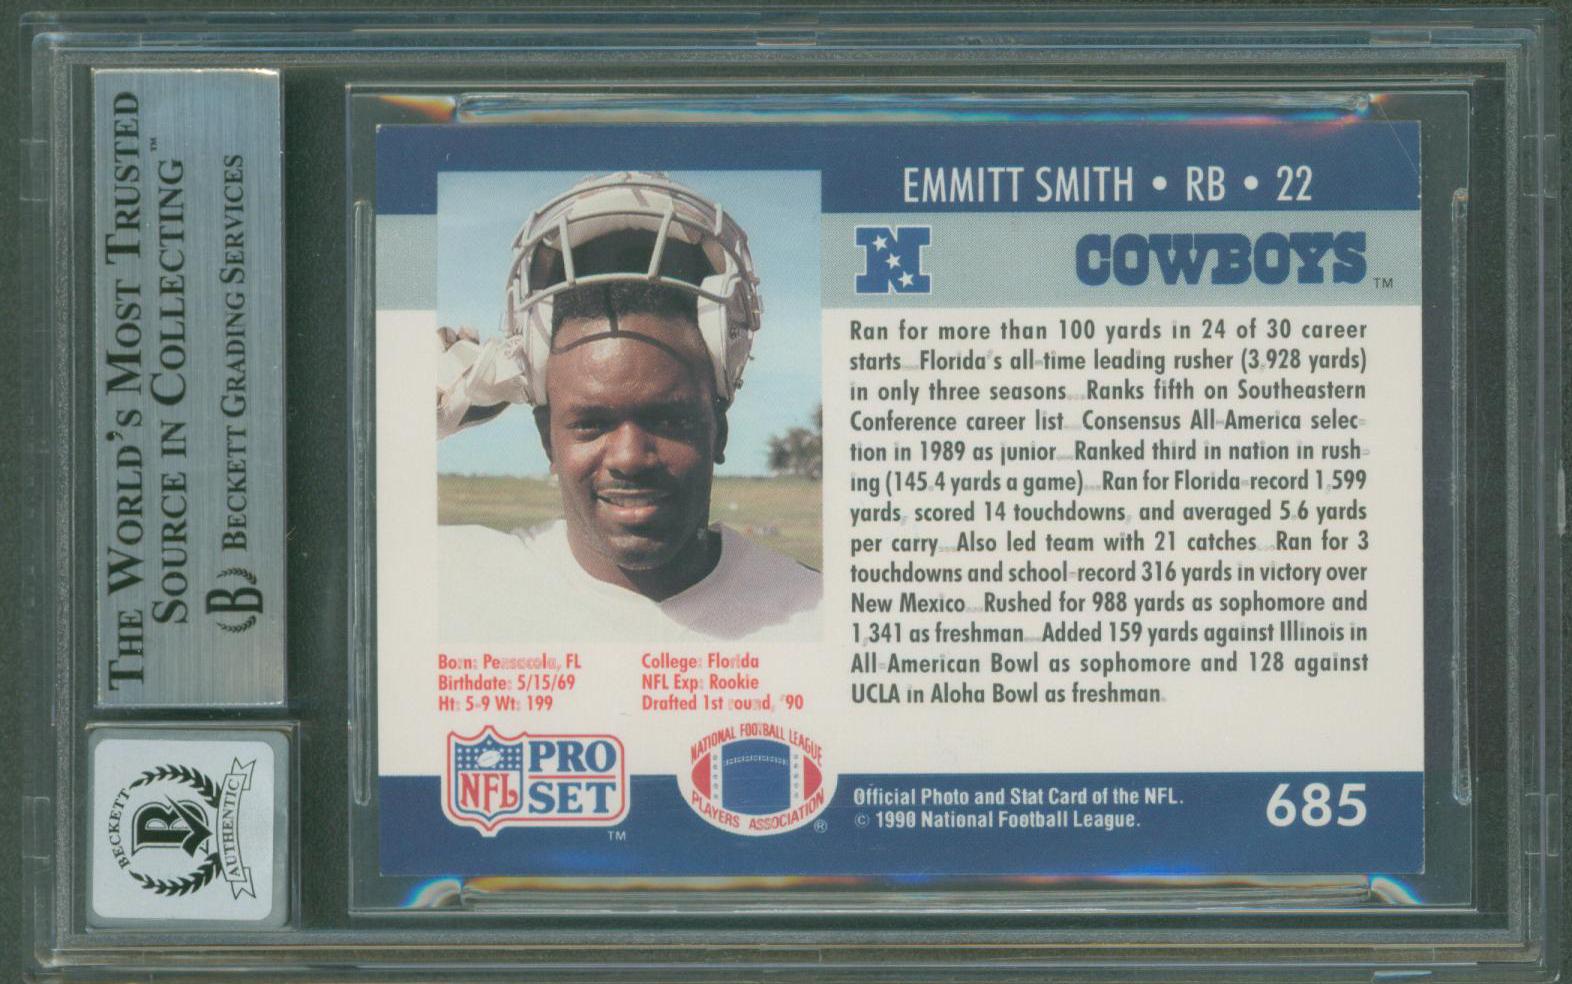 THE WORLD'S MOST TRUSTED
SOURCE IN COLLECTING™
BECKETT GRADING SERVICES
B
BECKETT
B
AUTHENTIC
EMMITT SMITH • RB • 22
N
COWBOYS™
Ran for more than 100 yards in 24 of 30 career
starts...Florida's all-time leading rusher (3,928 yards)
in only three seasons...Ranks fifth on Southeastern
Conference career list...Consensus All-America selec-
tion in 1989 as junior...Ranked third in nation in rush-
ing (145.4 yards a game)...Ran for Florida-record 1,599
yards, scored 14 touchdowns, and averaged 5.6 yards
per carry...Also led team with 21 catches...Ran for 3
touchdowns and school-record 316 yards in victory over
New Mexico...Rushed for 988 yards as sophomore and
1,341 as freshman...Added 159 yards against Illinois in
All-American Bowl as sophomore and 128 against
UCLA in Aloha Bowl as freshman.
Born: Pensacola, FL
Birthdate: 5/15/69
Ht: 5-9 Wt: 199
College: Florida
NFL Exp: Rookie
Drafted 1st round, '90
NFL PRO SET™
NATIONAL FOOTBALL LEAGUE
PLAYERS ASSOCIATION®
Official Photo and Stat Card of the NFL.
© 1990 National Football League.
685